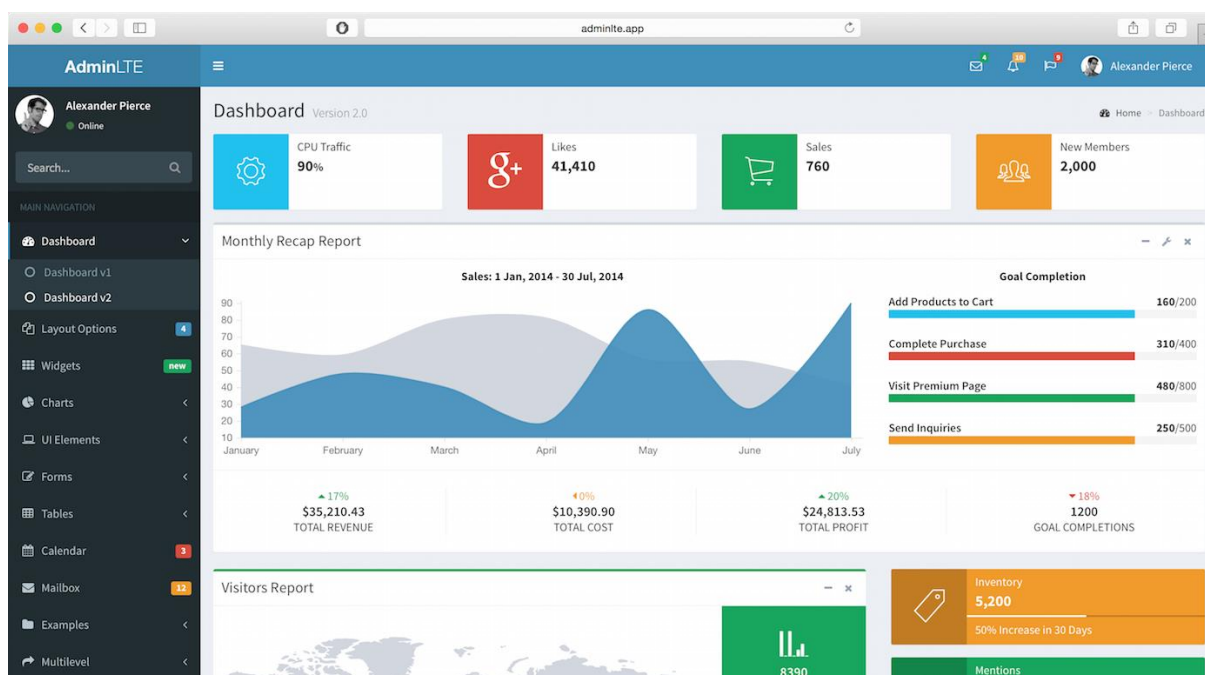 adminlte.app
AdminLTE
4
10
9
Alexander Pierce
Alexander Pierce
Online
Search...
MAIN NAVIGATION
Dashboard
Dashboard v1
Dashboard v2
Layout Options 4
Widgets new
Charts
UI Elements
Forms
Tables
Calendar 3
Mailbox 12
Examples
Multilevel
Dashboard Version 2.0
Home > Dashboard
CPU Traffic
90%
g+
Likes
41,410
Sales
760
New Members
2,000
Monthly Recap Report
Sales: 1 Jan, 2014 - 30 Jul, 2014
90
80
70
60
50
40
30
20
10
January February March April May June July
Goal Completion
Add Products to Cart 160/200
Complete Purchase 310/400
Visit Premium Page 480/800
Send Inquiries 250/500
17%
$35,210.43
TOTAL REVENUE
0%
$10,390.90
TOTAL COST
20%
$24,813.53
TOTAL PROFIT
18%
1200
GOAL COMPLETIONS
Visitors Report
8390
Inventory
5,200
50% Increase in 30 Days
Mentions